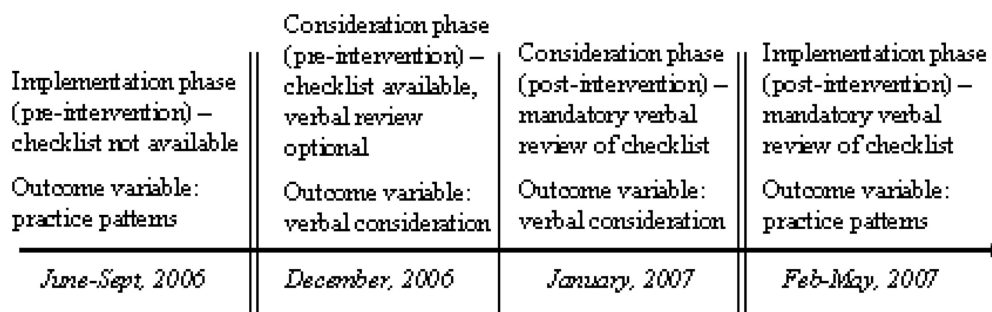 Implementation phase
(pre-intervention) –
checklist not available
Outcome variable:
practice patterns
Consideration phase
(pre-intervention) –
checklist available,
verbal review
optional
Outcome variable:
verbal consideration
Consideration phase
(post-intervention) –
mandatory verbal
review of checklist
Outcome variable:
verbal consideration
Implementation phase
(post-intervention) –
mandatory verbal
review of checklist
Outcome variable:
practice patterns
June-Sept, 2006
December, 2006
January, 2007
Feb-May, 2007